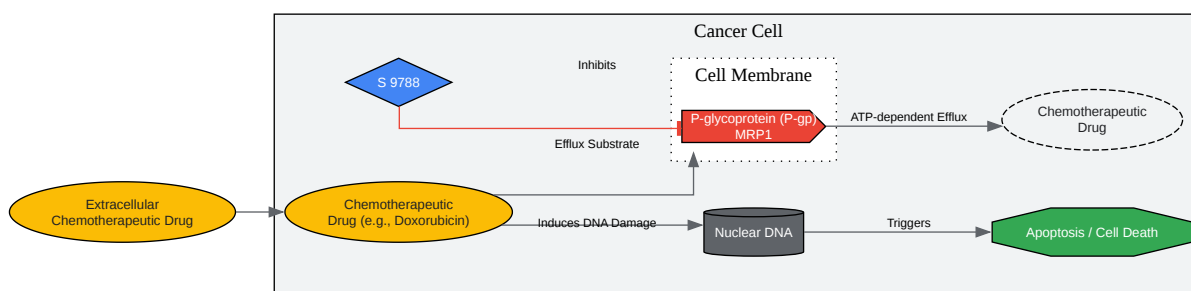 Cancer Cell
S 9788
Inhibits
Cell Membrane
P-glycoprotein (P-gp)
MRP1
ATP-dependent Efflux
Chemotherapeutic
Drug
Efflux Substrate
Extracellular
Chemotherapeutic Drug
Chemotherapeutic
Drug (e.g., Doxorubicin)
Induces DNA Damage
Nuclear DNA
Triggers
Apoptosis / Cell Death